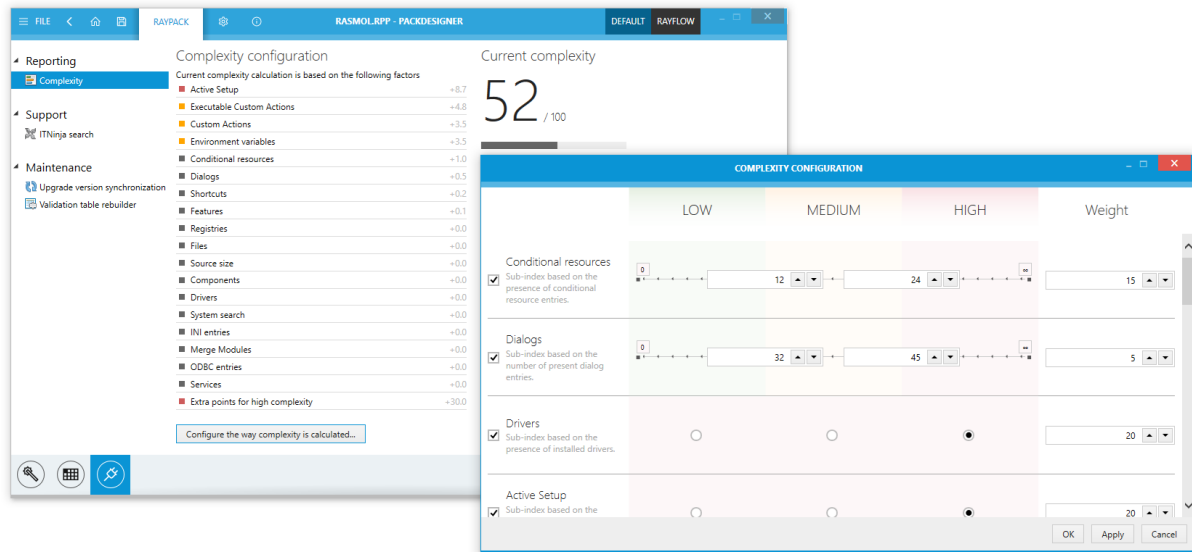 FILE
RAYPACK
RASMOL.RPP - PACKDESIGNER
DEFAULT
RAYFLOW
Reporting
Complexity
Support
ITNinja search
Maintenance
Upgrade version synchronization
Validation table rebuilder
Complexity configuration
Current complexity calculation is based on the following factors
Active Setup +8.7
Executable Custom Actions +4.8
Custom Actions +3.5
Environment variables +3.5
Conditional resources +1.0
Dialogs +0.5
Shortcuts +0.2
Features +0.1
Registries +0.0
Files +0.0
Source size +0.0
Components +0.0
Drivers +0.0
System search +0.0
INI entries +0.0
Merge Modules +0.0
ODBC entries +0.0
Services +0.0
Extra points for high complexity +30.0
Configure the way complexity is calculated...
Current complexity
52 / 100
COMPLEXITY CONFIGURATION
LOW MEDIUM HIGH Weight
Conditional resources
Sub-index based on the
presence of conditional
resource entries.
0 12 24 ∞ 15
Dialogs
Sub-index based on the
number of present dialog
entries.
0 32 45 ∞ 5
Drivers
Sub-index based on the
presence of installed drivers.
20
Active Setup
Sub-index based on the
20
OK Apply Cancel